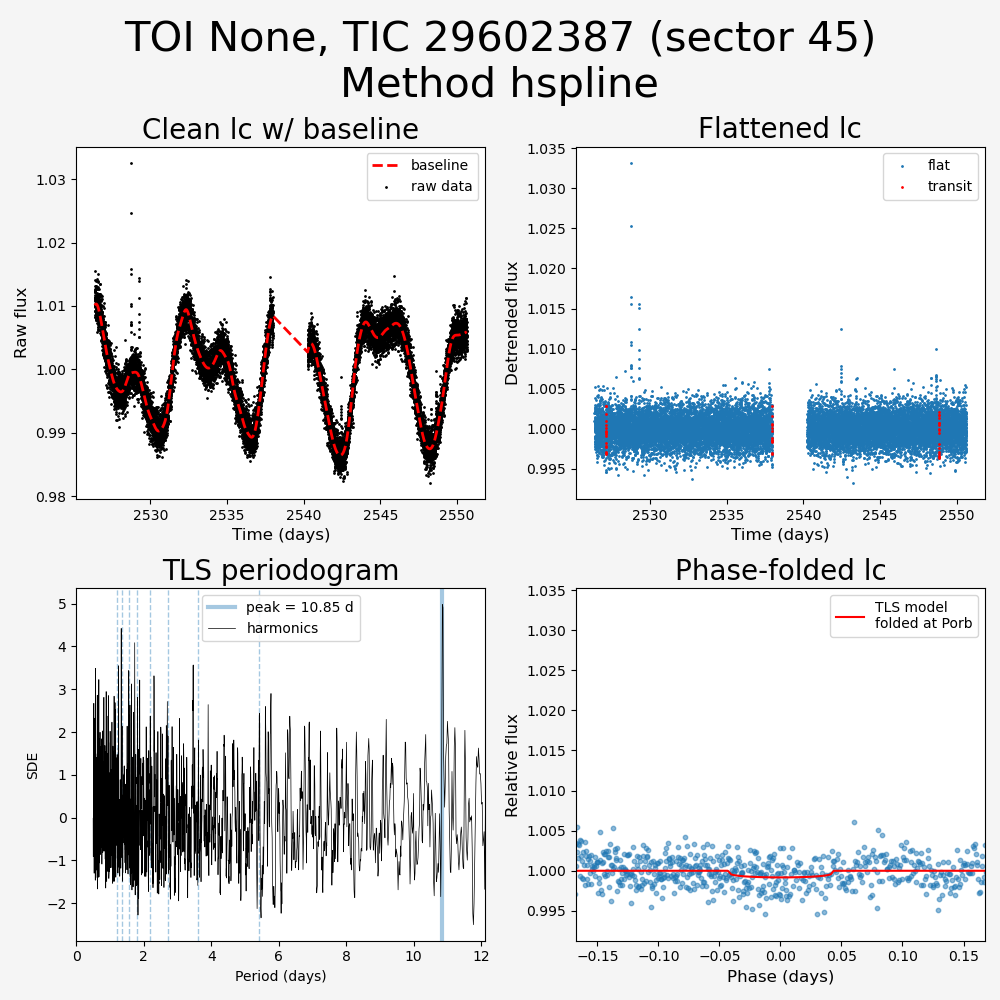 TOI None, TIC 29602387 (sector 45)
Method hspline
Clean lc w/ baseline
Flattened lc
baseline
raw data
1.03
1.02
1.01
1.00
0.99
0.98
Raw flux
2530
2535
2540
2545
2550
Time (days)
flat
transit
1.035
1.030
1.025
1.020
1.015
1.010
1.005
1.000
0.995
Detrended flux
2530
2535
2540
2545
2550
Time (days)
TLS periodogram
Phase-folded lc
peak = 10.85 d
harmonics
5
4
3
2
1
0
−1
−2
SDE
0
2
4
6
8
10
12
Period (days)
TLS model
folded at Porb
1.035
1.030
1.025
1.020
1.015
1.010
1.005
1.000
0.995
Relative flux
−0.15
−0.10
−0.05
0.00
0.05
0.10
0.15
Phase (days)